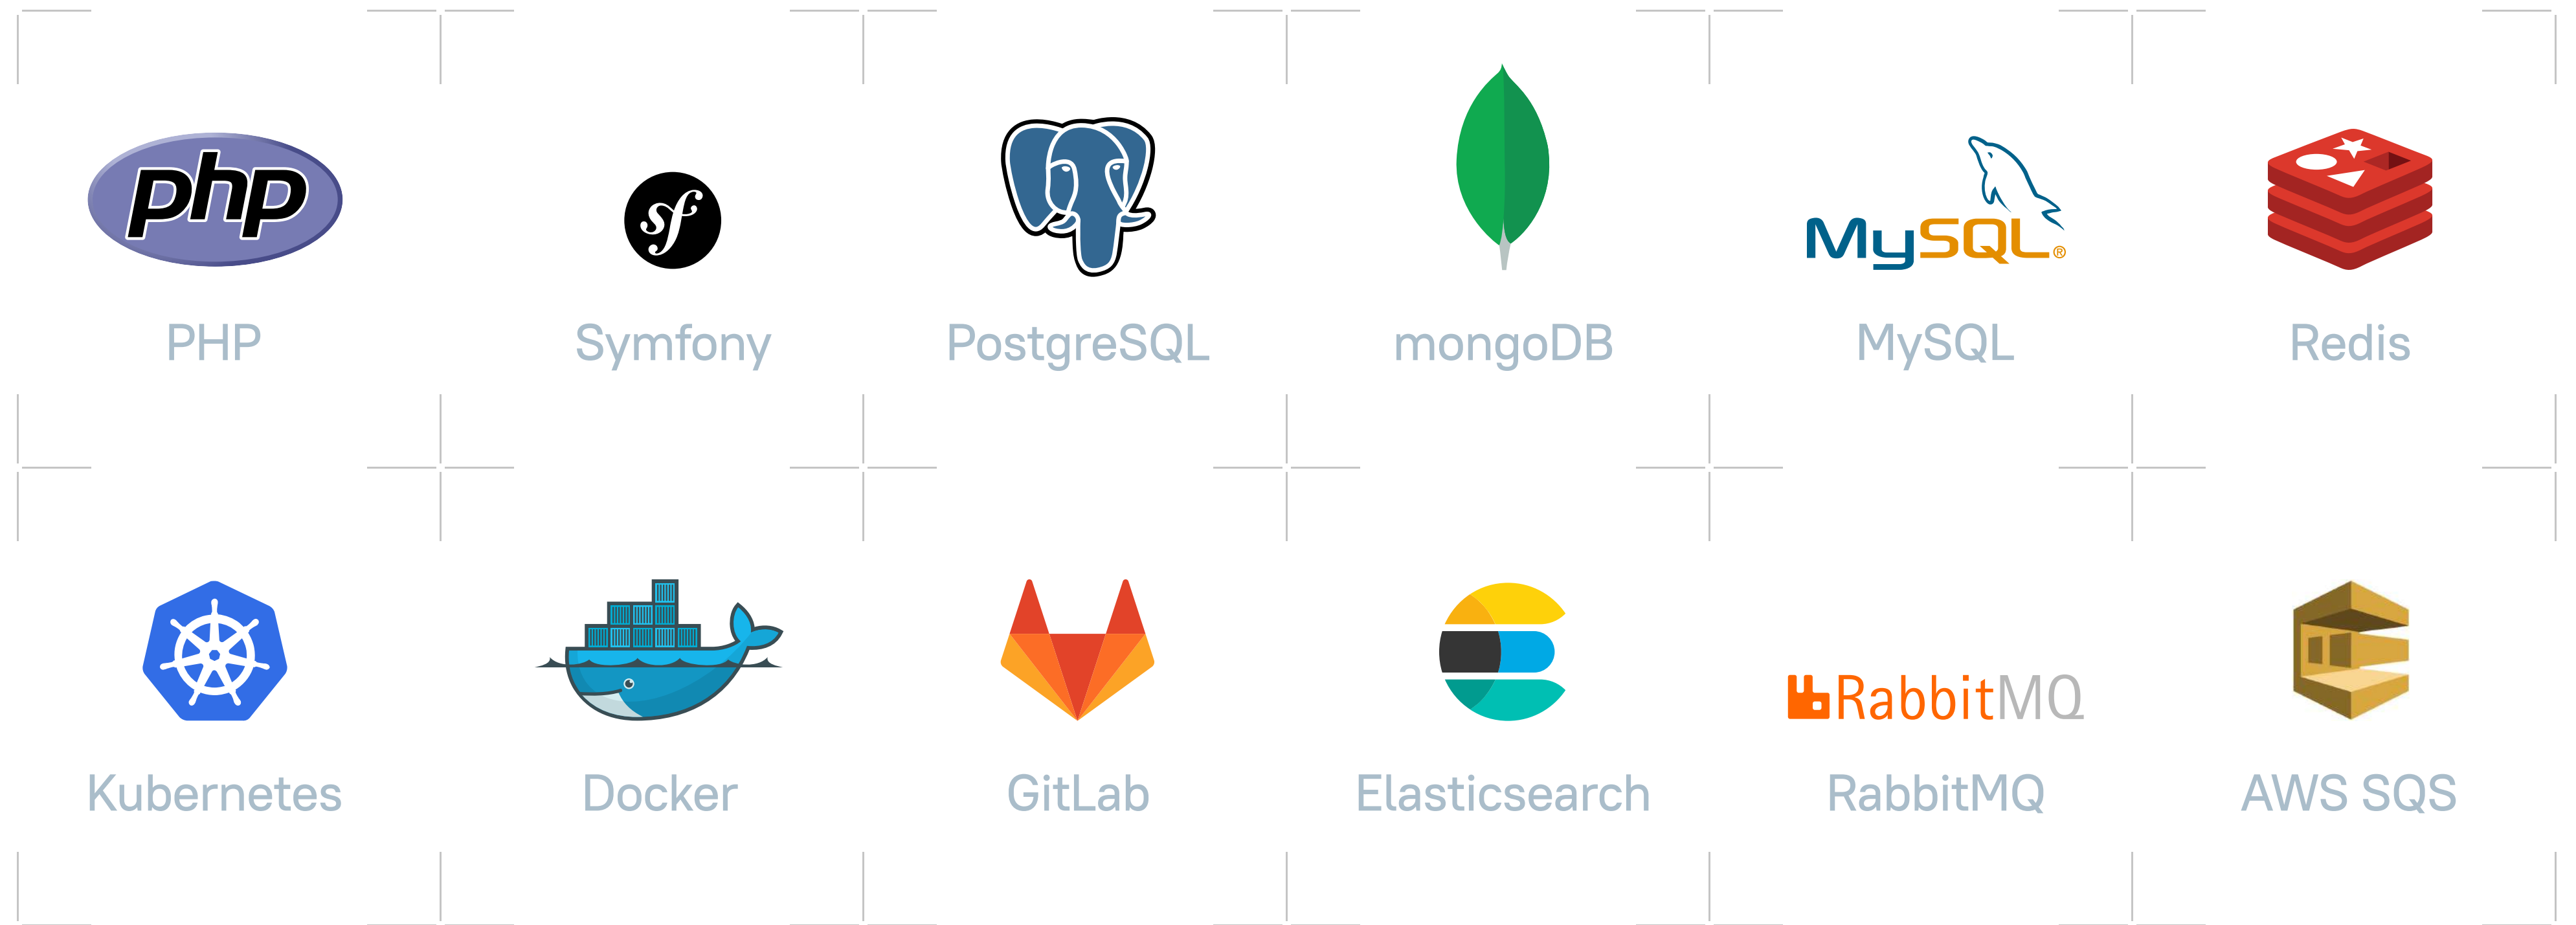 php
sf
MySQL®
PHP
Symfony
PostgreSQL
mongoDB
MySQL
Redis
RabbitMQ
Kubernetes
Docker
GitLab
Elasticsearch
RabbitMQ
AWS SQS